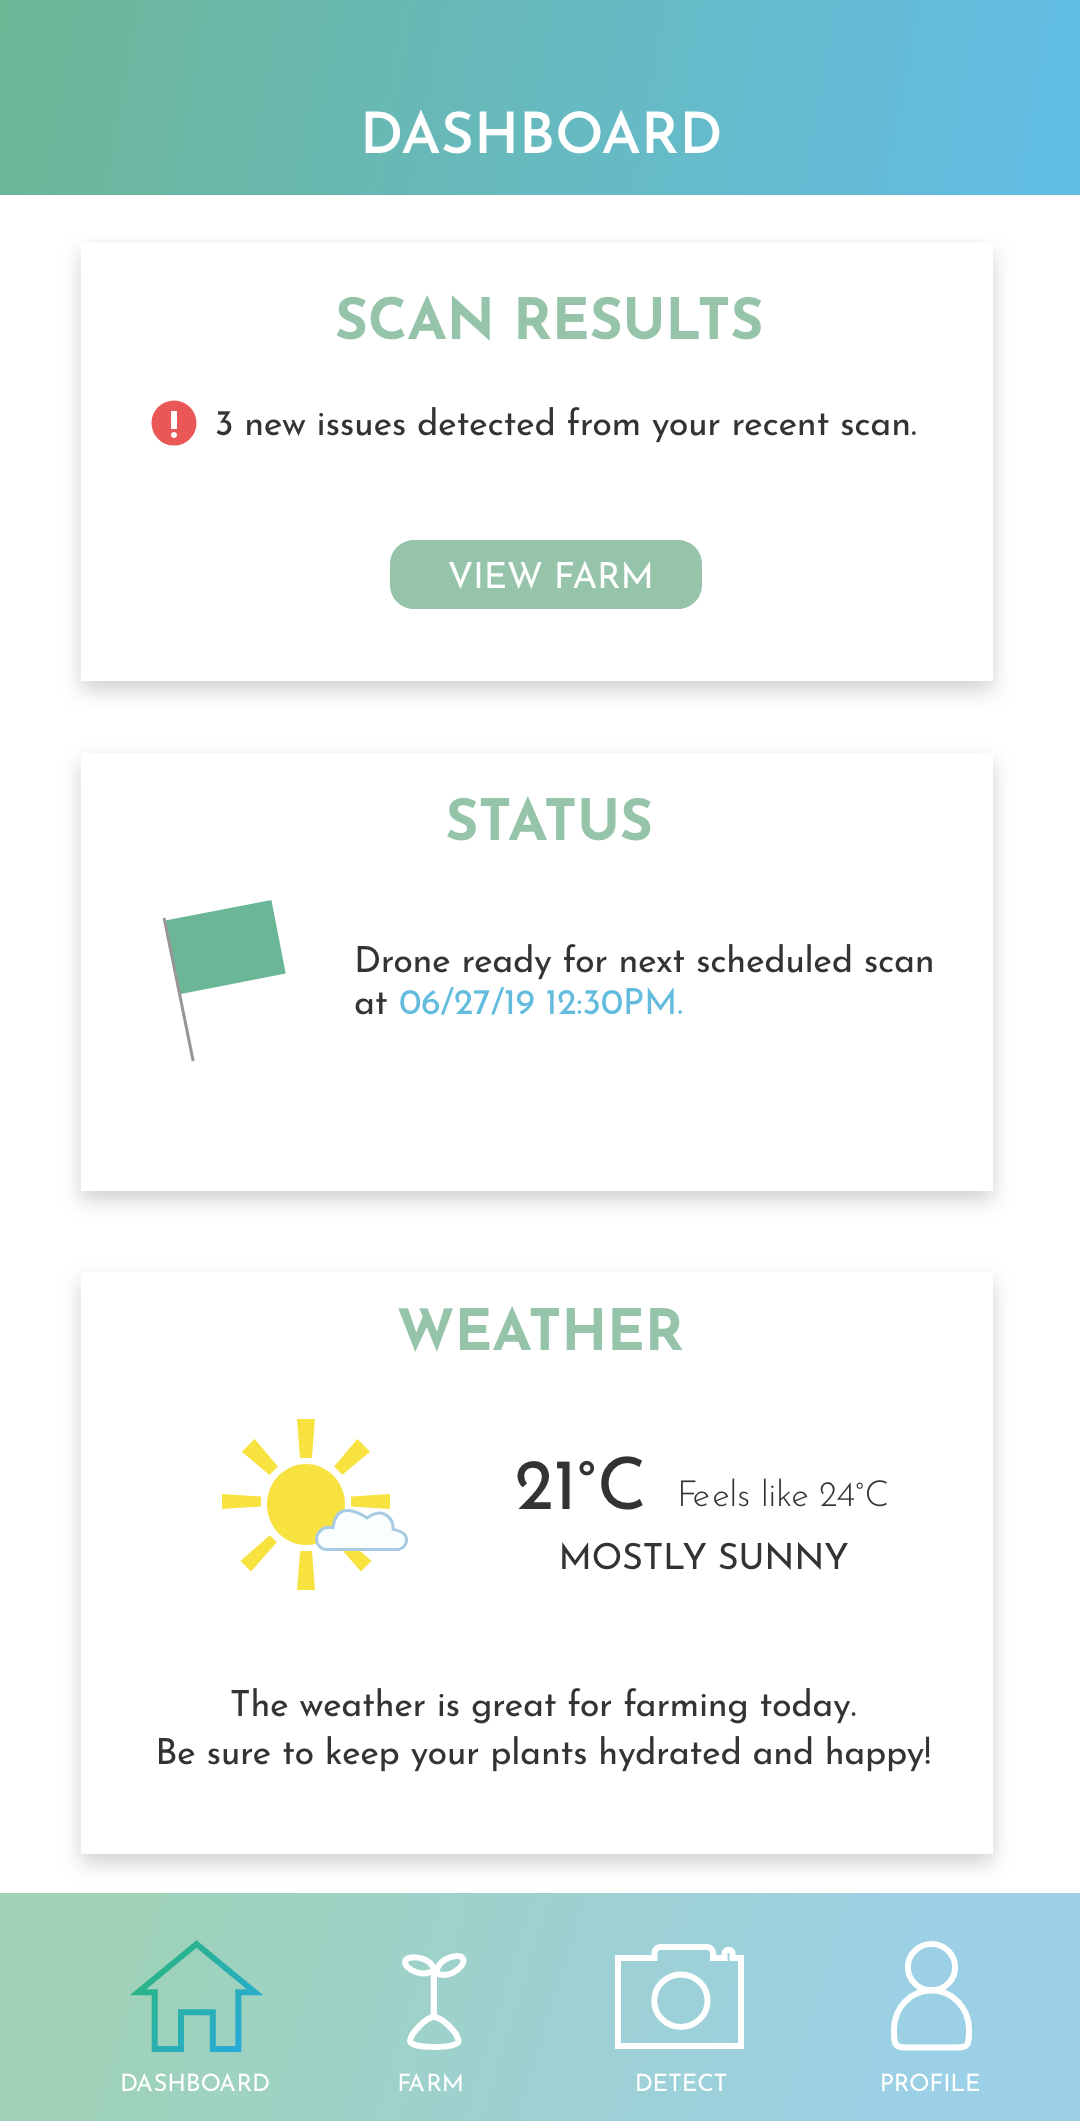 DASHBOARD
SCAN RESULTS
3 new issues detected from your recent scan.
VIEW FARM
STATUS
Drone ready for next scheduled scan
at 06/27/19 12:30PM.
WEATHER
21°C Feels like 24°C
MOSTLY SUNNY
The weather is great for farming today.
Be sure to keep your plants hydrated and happy!
DASHBOARD FARM DETECT PROFILE